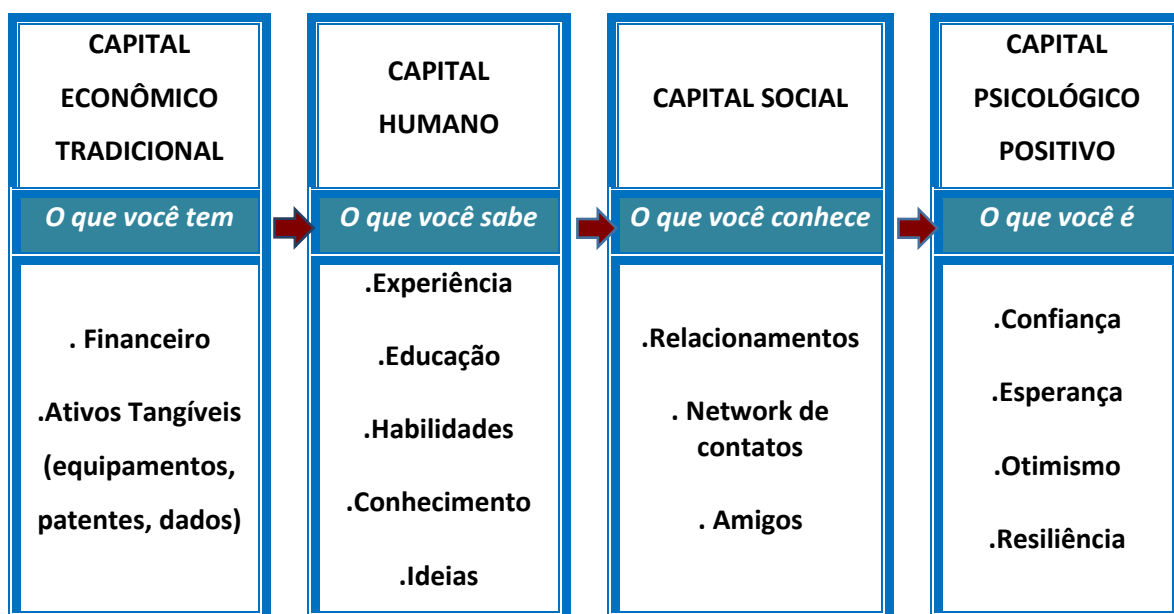 CAPITAL
ECONÔMICO
TRADICIONAL
O que você tem
. Financeiro
.Ativos Tangíveis
(equipamentos,
patentes, dados)
CAPITAL
HUMANO
O que você sabe
.Experiência
.Educação
.Habilidades
.Conhecimento
.Ideias
CAPITAL SOCIAL
O que você conhece
.Relacionamentos
. Network de
contatos
. Amigos
CAPITAL
PSICOLÓGICO
POSITIVO
O que você é
.Confiança
.Esperança
.Otimismo
.Resiliência